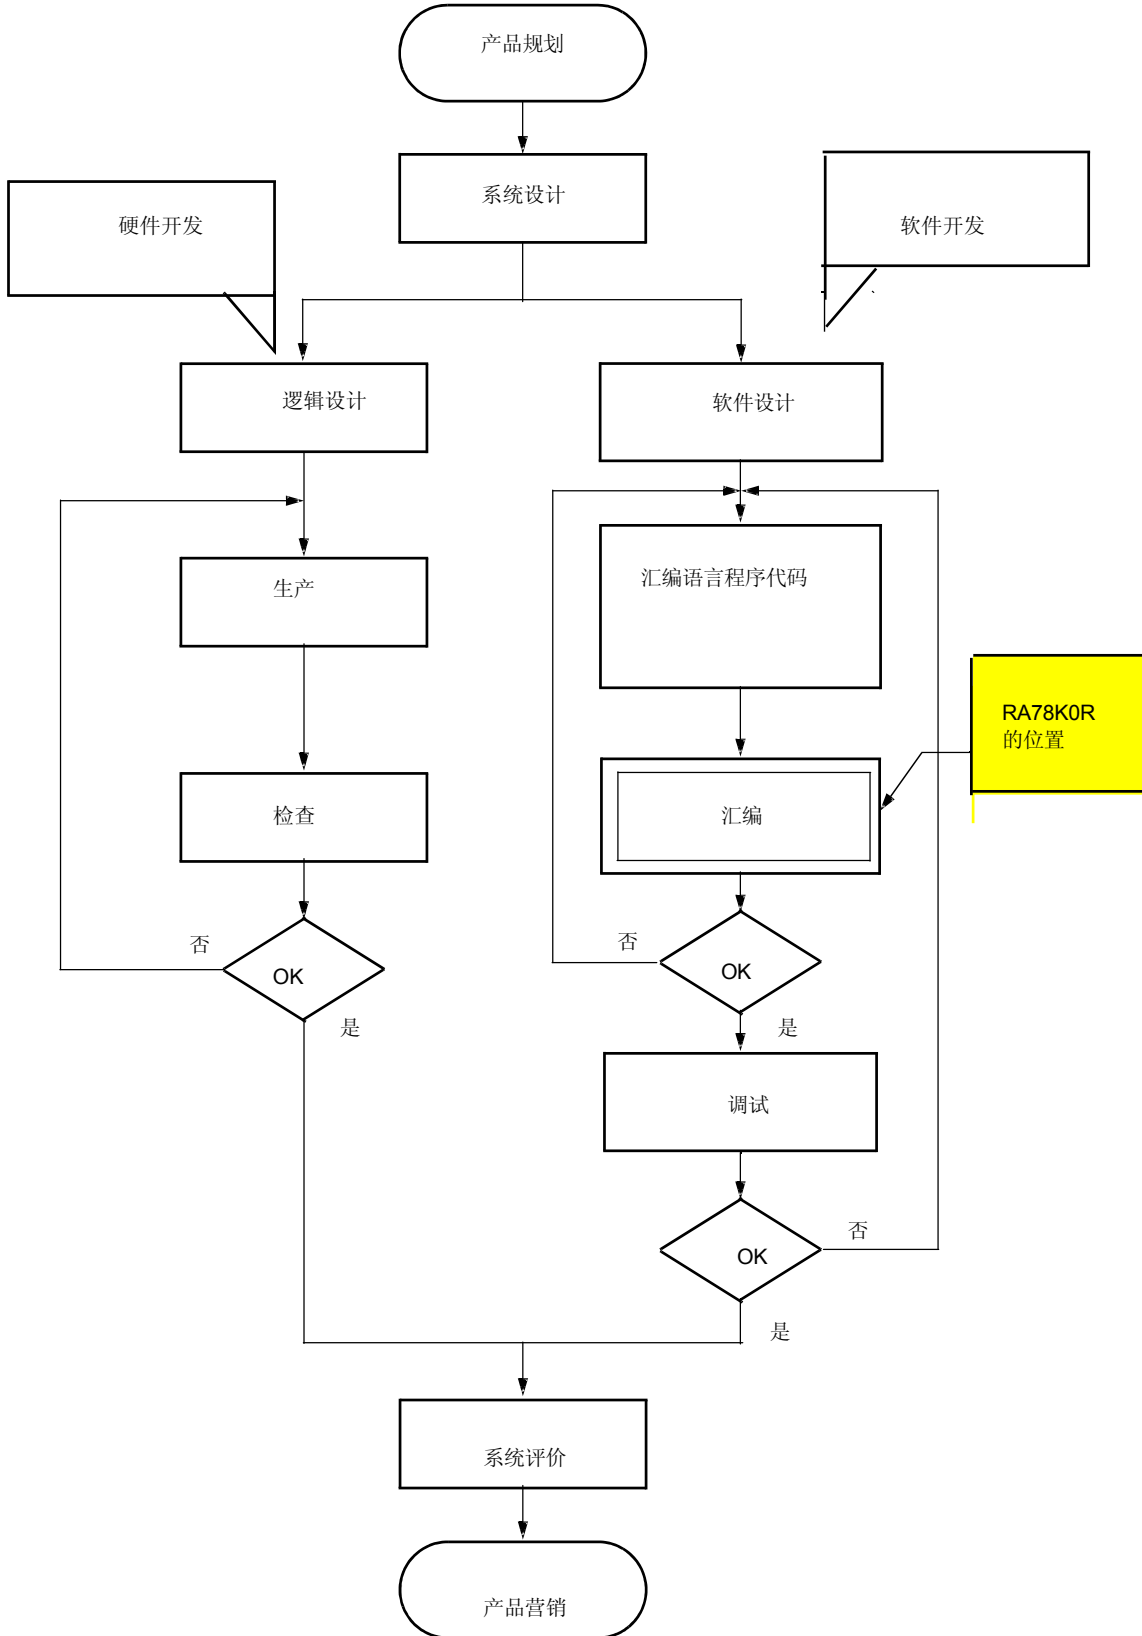 产品规划
系统设计
硬件开发
软件开发
逻辑设计
软件设计
生产
汇编语言程序代码
RA78K0R
的位置
检查
汇编
否
OK
是
否
OK
是
调试
否
OK
是
系统评价
产品营销